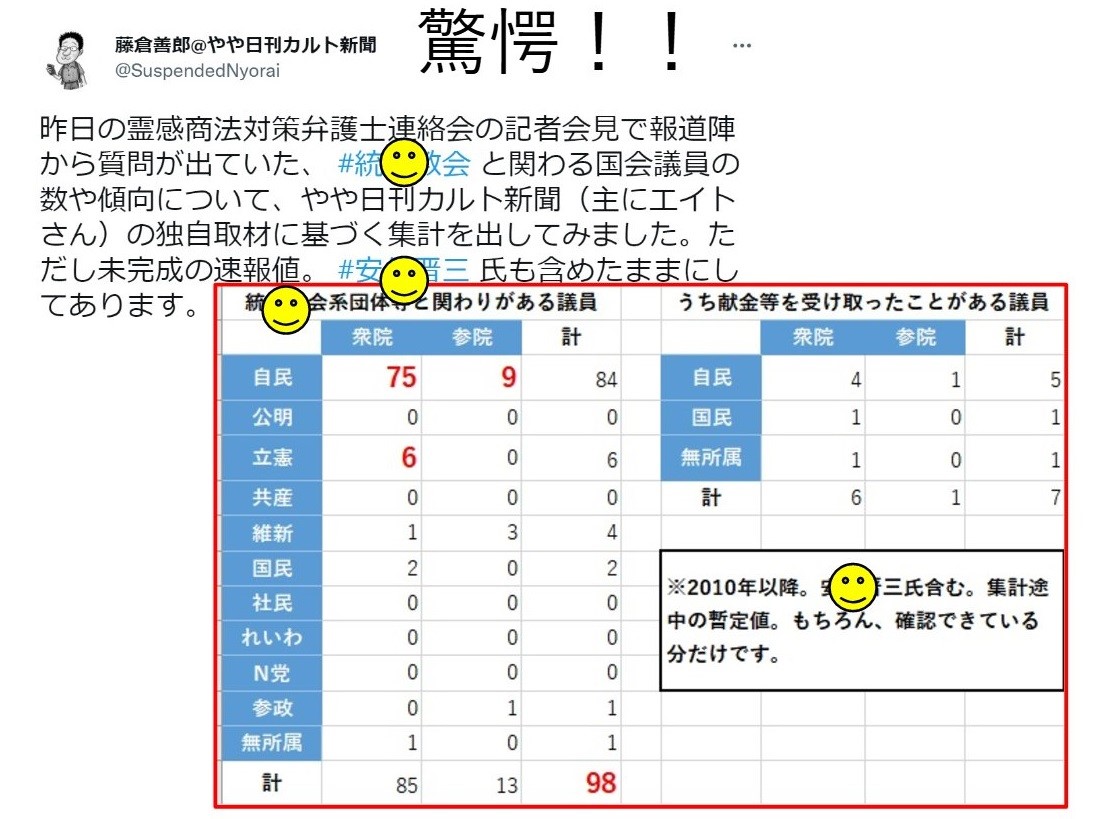 藤倉善郎@やや日刊カルト新聞
@SuspendedNyorai
驚愕！！
…
昨日の霊感商法対策弁護士連絡会の記者会見で報道陣
から質問が出ていた、 #統 教会 と関わる国会議員の
数や傾向について、やや日刊カルト新聞（主にエイト
さん）の独自取材に基づく集計を出してみました。た
だし未完成の速報値。 #安 晋三 氏も含めたままにし
てあります。
統 会系団体等と関わりがある議員
衆院 参院 計
自民 75 9 84
公明 0 0 0
立憲 6 0 6
共産 0 0 0
維新 1 3 4
国民 2 0 2
社民 0 0 0
れいわ 0 0 0
N党 0 0 0
参政 0 1 1
無所属 1 0 1
計 85 13 98
うち献金等を受け取ったことがある議員
衆院 参院 計
自民 4 1 5
国民 1 0 1
無所属 1 0 1
計 6 1 7
※2010年以降。安 晋三氏含む。集計途
中の暫定値。もちろん、確認できている
分だけです。